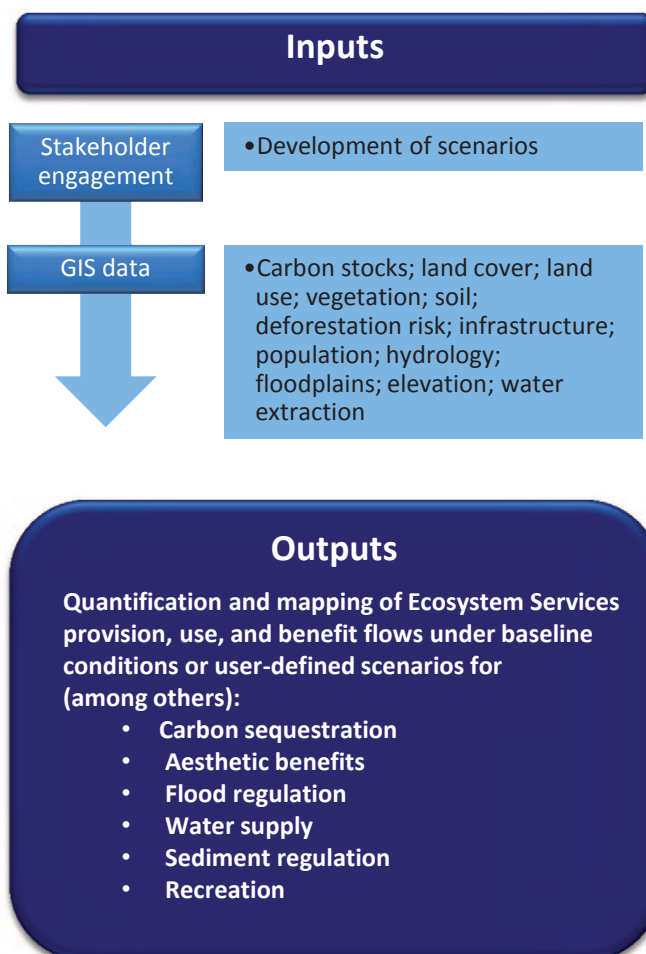 Inputs
Stakeholder
engagement
•Development of scenarios
GIS data
•Carbon stocks; land cover; land
use; vegetation; soil;
deforestation risk; infrastructure;
population; hydrology;
floodplains; elevation; water
extraction
Outputs
Quantification and mapping of Ecosystem Services
provision, use, and benefit flows under baseline
conditions or user-defined scenarios for
(among others):
• Carbon sequestration
• Aesthetic benefits
• Flood regulation
• Water supply
• Sediment regulation
• Recreation